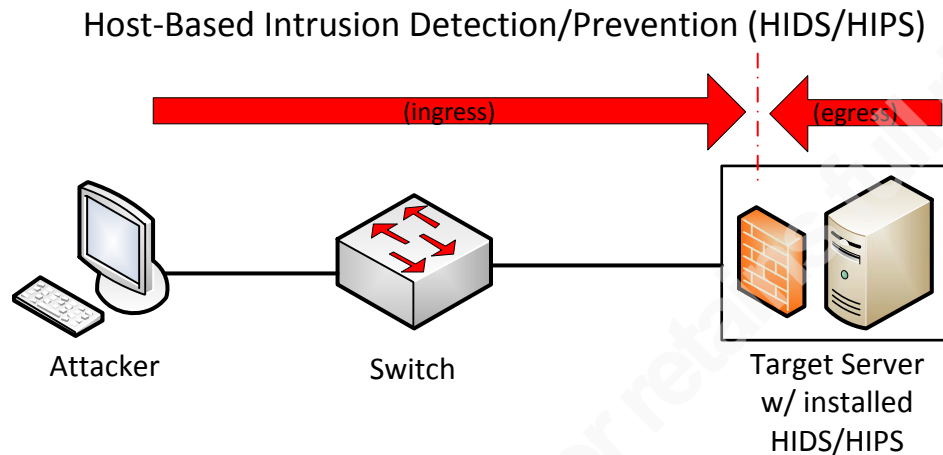 Host-Based Intrusion Detection/Prevention (HIDS/HIPS)
(ingress)
(egress)
Attacker
Switch
Target Server
w/ installed
HIDS/HIPS